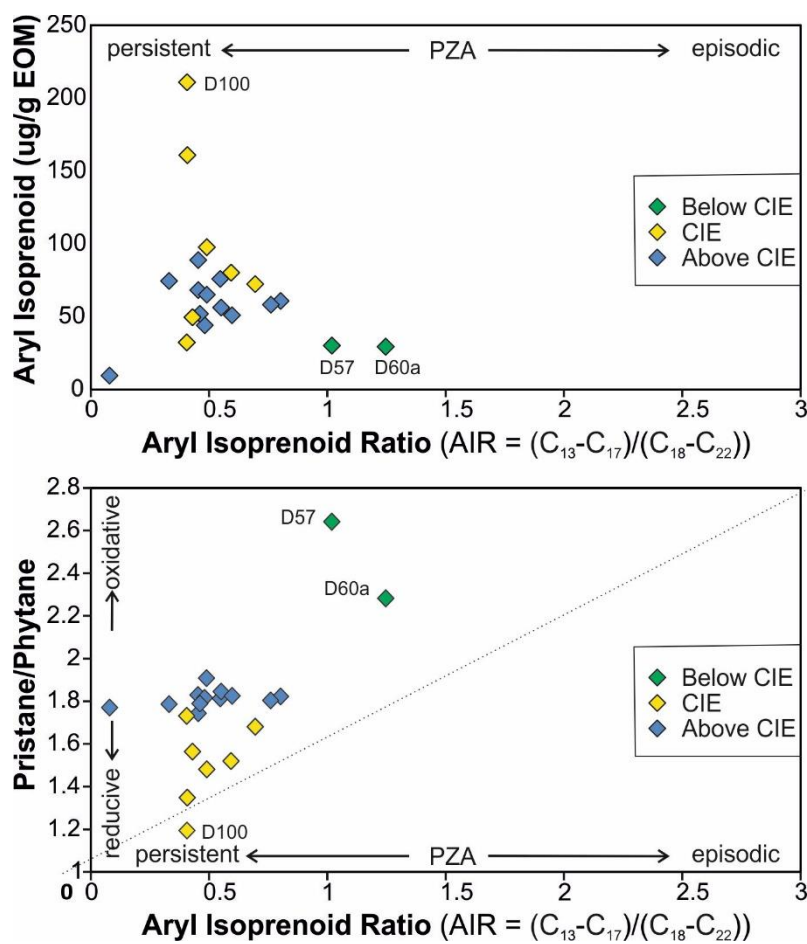 250
persistent PZA episodic
D100
200
150
Below CIE
CIE
Above CIE
100
50
D57 D60a
0
0 0.5 1 1.5 2 2.5 3
Aryl Isoprenoid (ug/g EOM)
Aryl Isoprenoid Ratio (AIR = (C₁₃-C₁₇)/(C₁₈-C₂₂))
2.8
D57
oxidative
2.6
2.4
D60a
2.2
2
Below CIE
CIE
Above CIE
1.8
1.6
1.4
reducive
1.2
D100
persistent PZA episodic
1
0 0 0.5 1 1.5 2 2.5 3
Pristane/Phytane
Aryl Isoprenoid Ratio (AIR = (C₁₃-C₁₇)/(C₁₈-C₂₂))